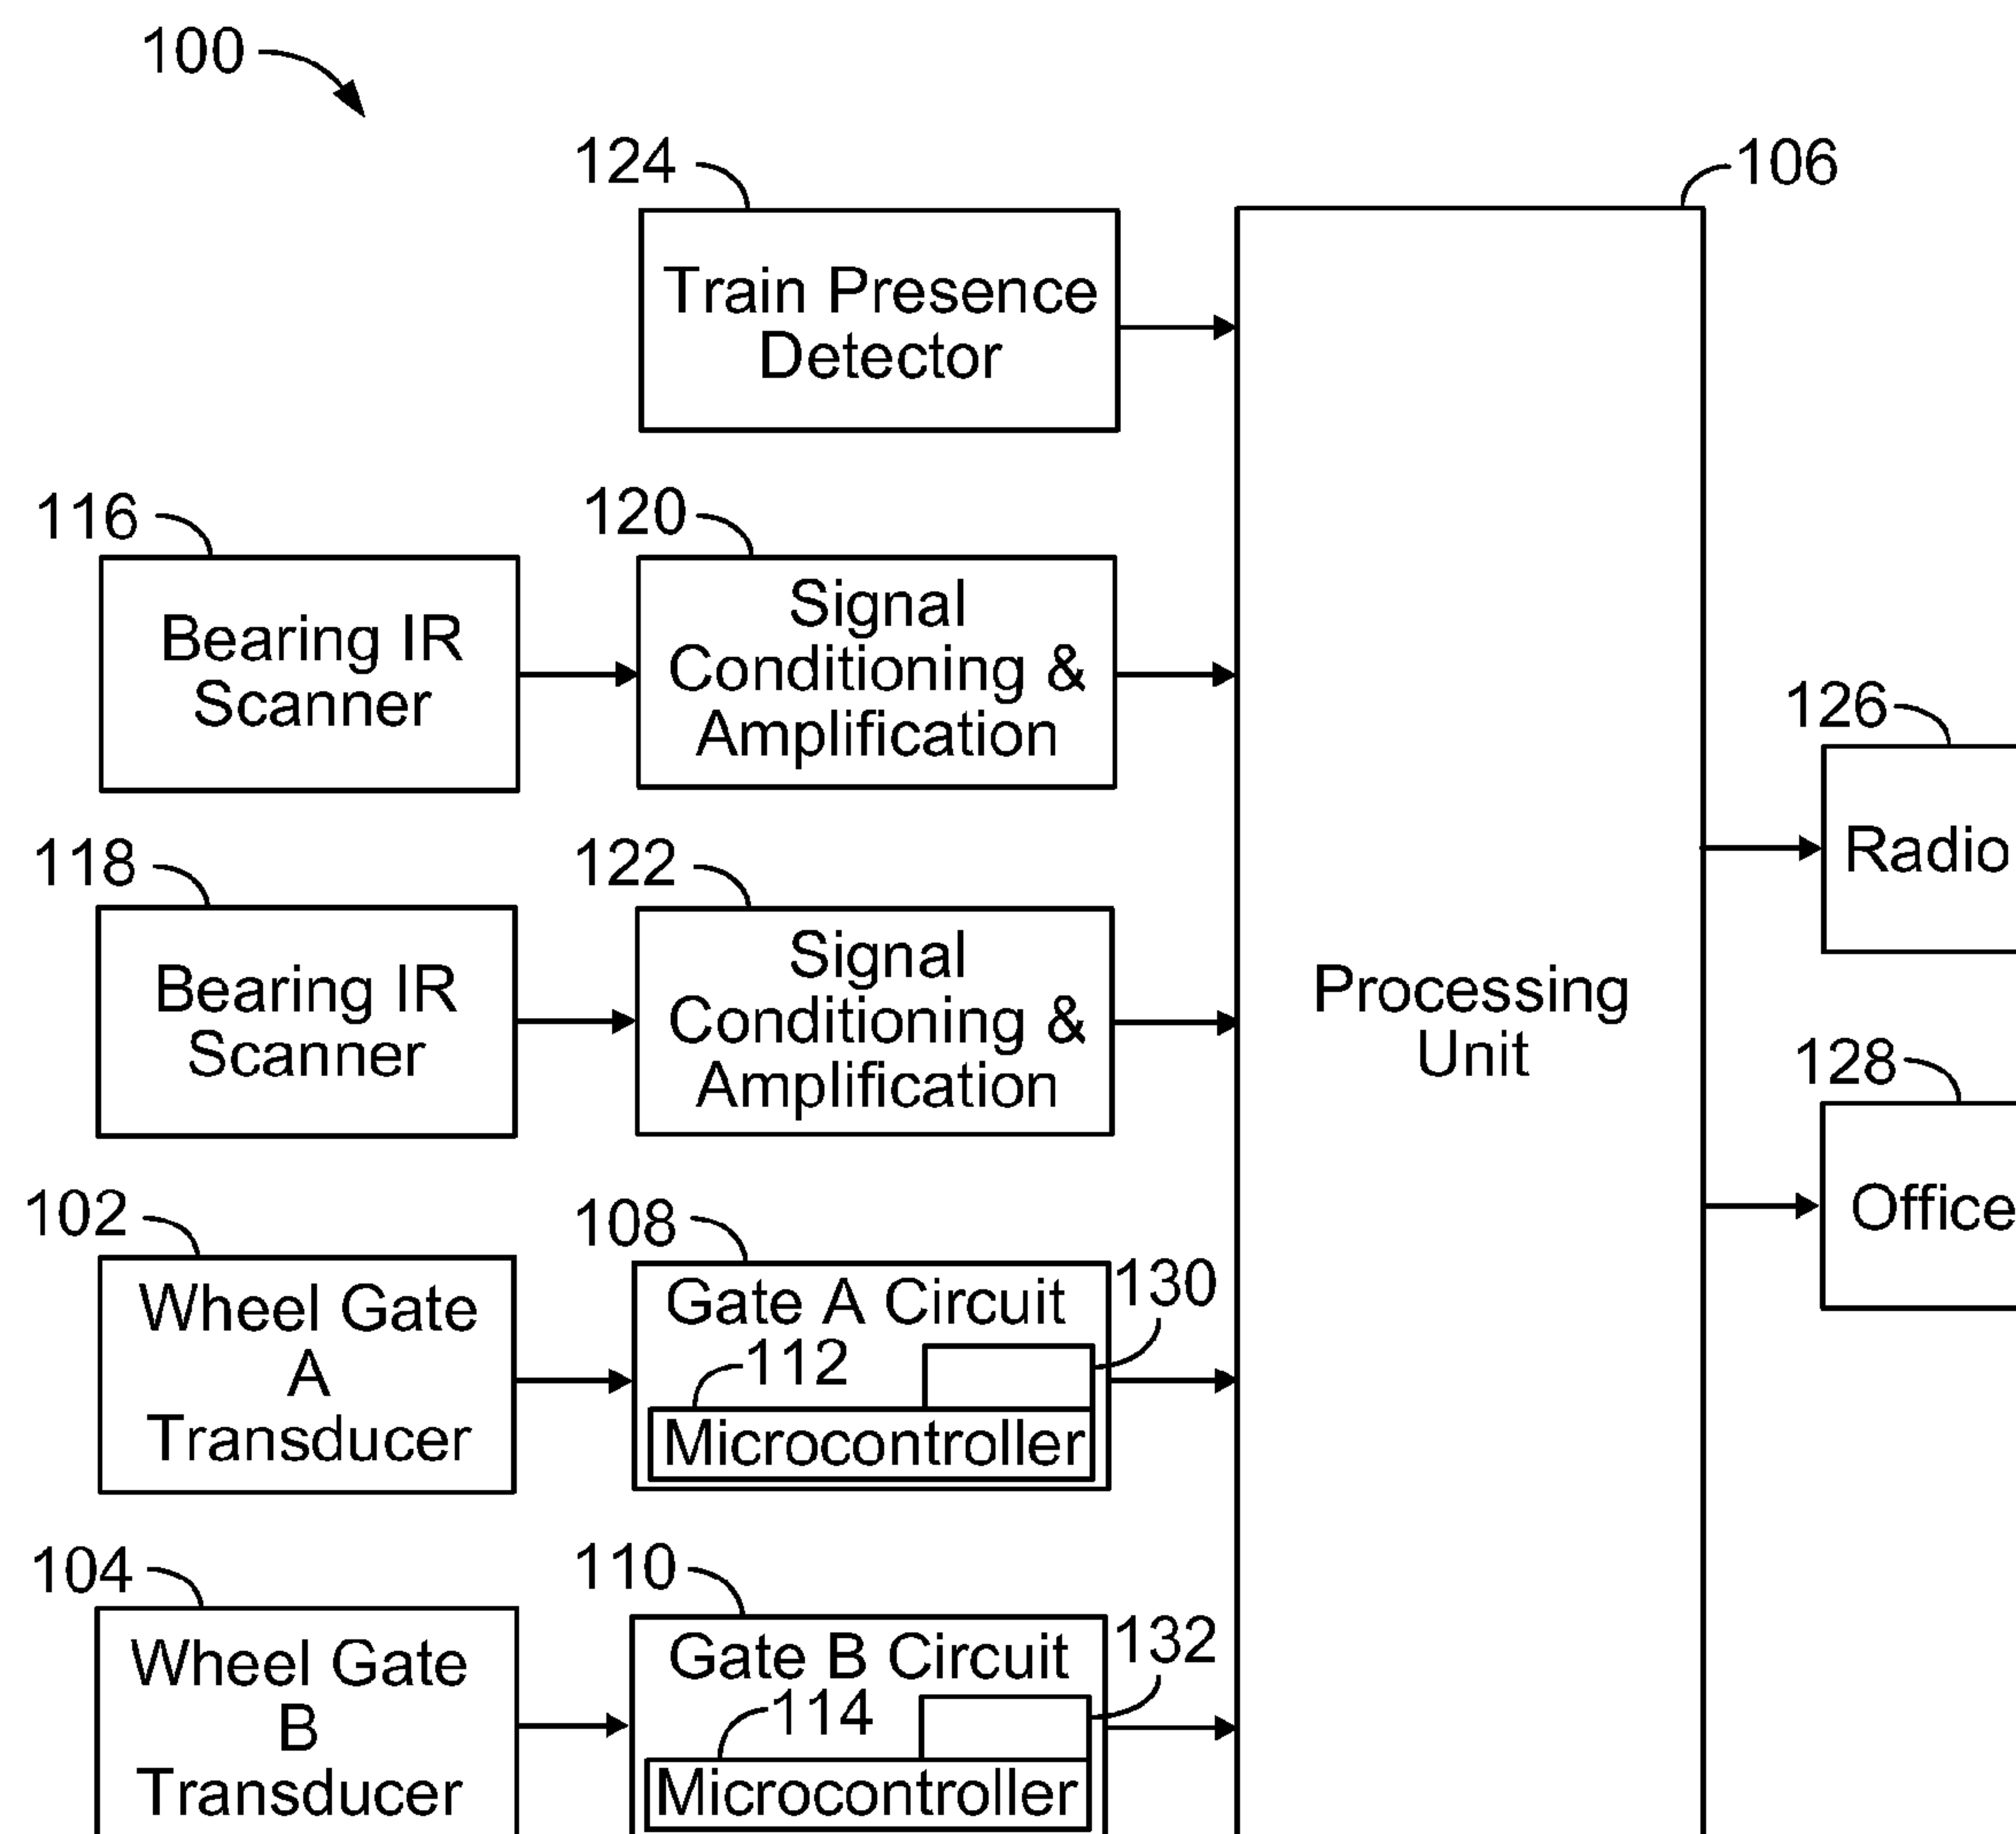 100
124
106
Train Presence
Detector
116
120
Bearing IR
Scanner
Signal
Conditioning &
Amplification
126
Radio
118
122
Bearing IR
Scanner
Signal
Conditioning &
Amplification
Processing
Unit
128
Office
102
108
130
Wheel Gate
A
Transducer
Gate A Circuit
112
Microcontroller
104
110
132
Wheel Gate
B
Transducer
Gate B Circuit
114
Microcontroller